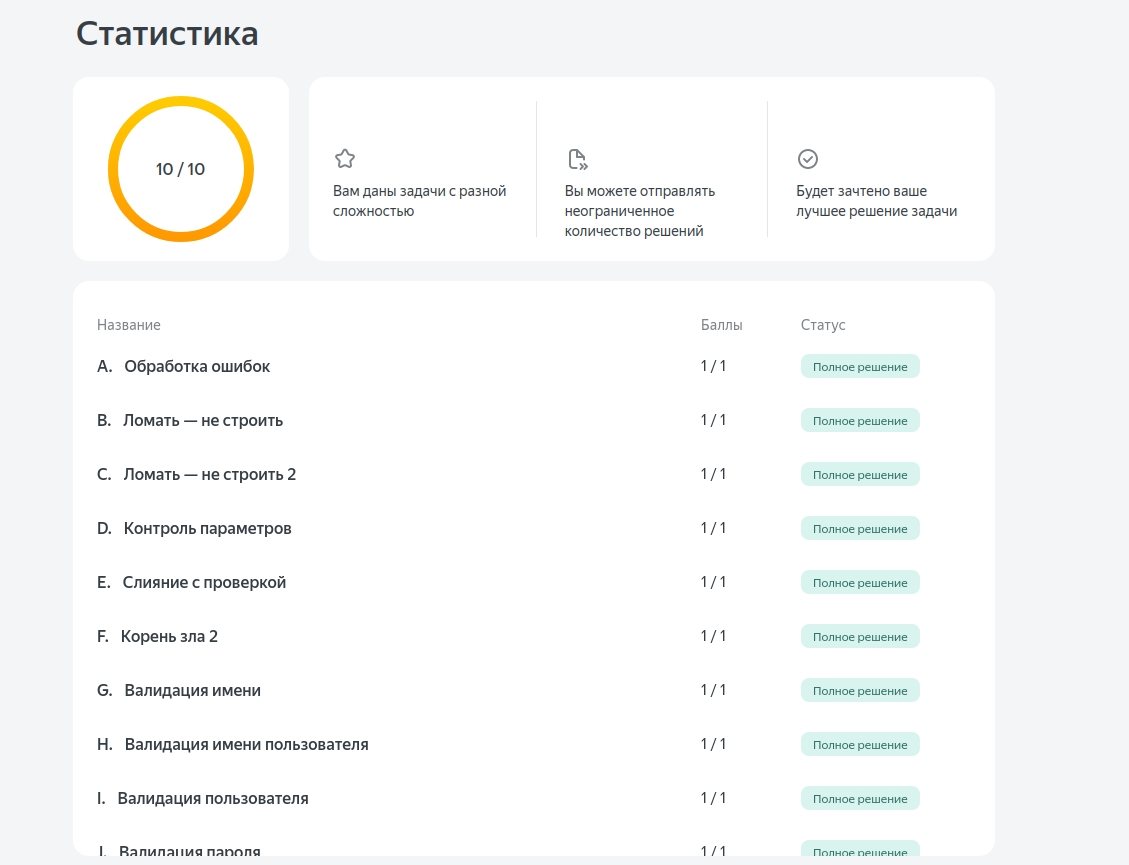 Статистика
10 / 10
Вам даны задачи с разной
сложностью
Вы можете отправлять
неограниченное
количество решений
Будет зачтено ваше
лучшее решение задачи
Название Баллы Статус
A. Обработка ошибок 1 / 1 Полное решение
B. Ломать — не строить 1 / 1 Полное решение
C. Ломать — не строить 2 1 / 1 Полное решение
D. Контроль параметров 1 / 1 Полное решение
E. Слияние с проверкой 1 / 1 Полное решение
F. Корень зла 2 1 / 1 Полное решение
G. Валидация имени 1 / 1 Полное решение
H. Валидация имени пользователя 1 / 1 Полное решение
I. Валидация пользователя 1 / 1 Полное решение
J. Валидация пароля 1 / 1 Полное решение